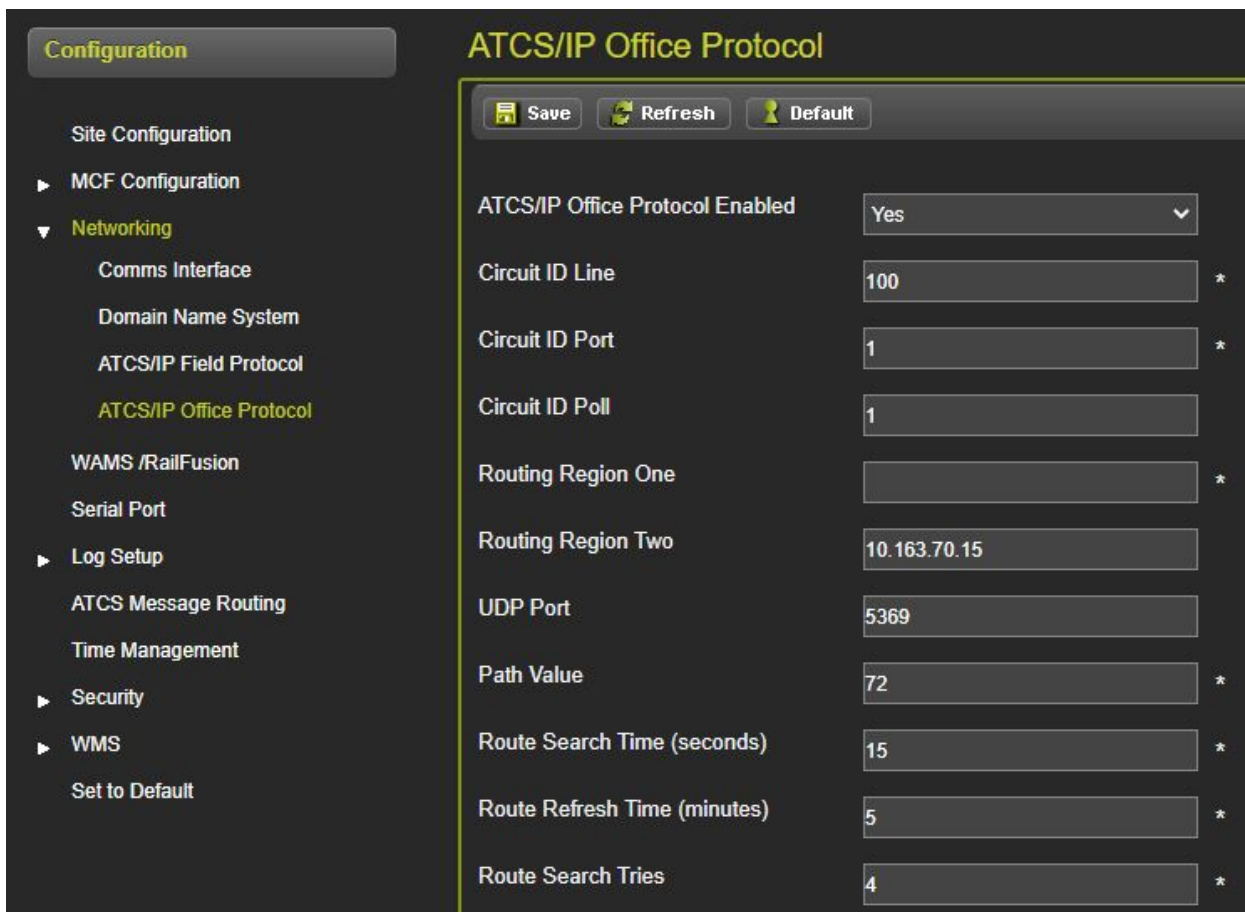 Configuration
Site Configuration
MCF Configuration
Networking
Comms Interface
Domain Name System
ATCS/IP Field Protocol
ATCS/IP Office Protocol
WAMS /RailFusion
Serial Port
Log Setup
ATCS Message Routing
Time Management
Security
WMS
Set to Default
ATCS/IP Office Protocol
Save Refresh Default
ATCS/IP Office Protocol Enabled Yes
Circuit ID Line 100 *
Circuit ID Port 1 *
Circuit ID Poll 1
Routing Region One *
Routing Region Two 10.163.70.15
UDP Port 5369
Path Value 72 *
Route Search Time (seconds) 15 *
Route Refresh Time (minutes) 5 *
Route Search Tries 4 *